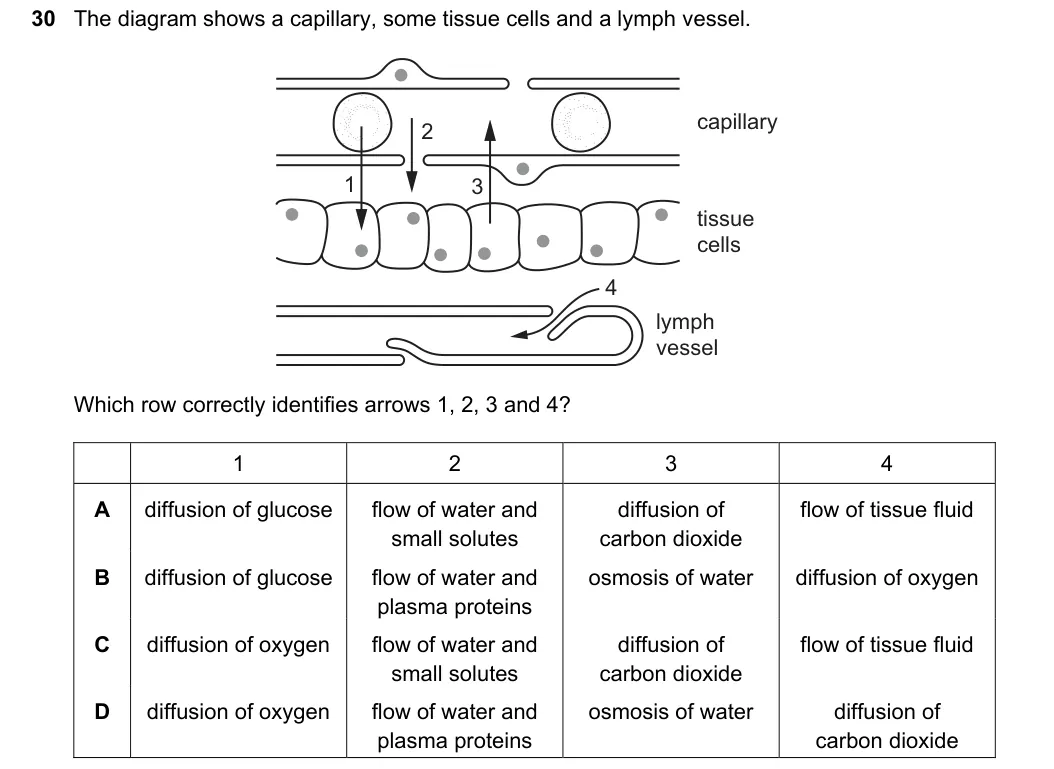 30 The diagram shows a capillary, some tissue cells and a lymph vessel.
capillary
2
1
3
tissue
cells
4
lymph
vessel
Which row correctly identifies arrows 1, 2, 3 and 4?
1 2 3 4
A diffusion of glucose flow of water and diffusion of flow of tissue fluid
small solutes carbon dioxide
B diffusion of glucose flow of water and osmosis of water diffusion of oxygen
plasma proteins
C diffusion of oxygen flow of water and diffusion of flow of tissue fluid
small solutes carbon dioxide
D diffusion of oxygen flow of water and osmosis of water diffusion of
plasma proteins carbon dioxide